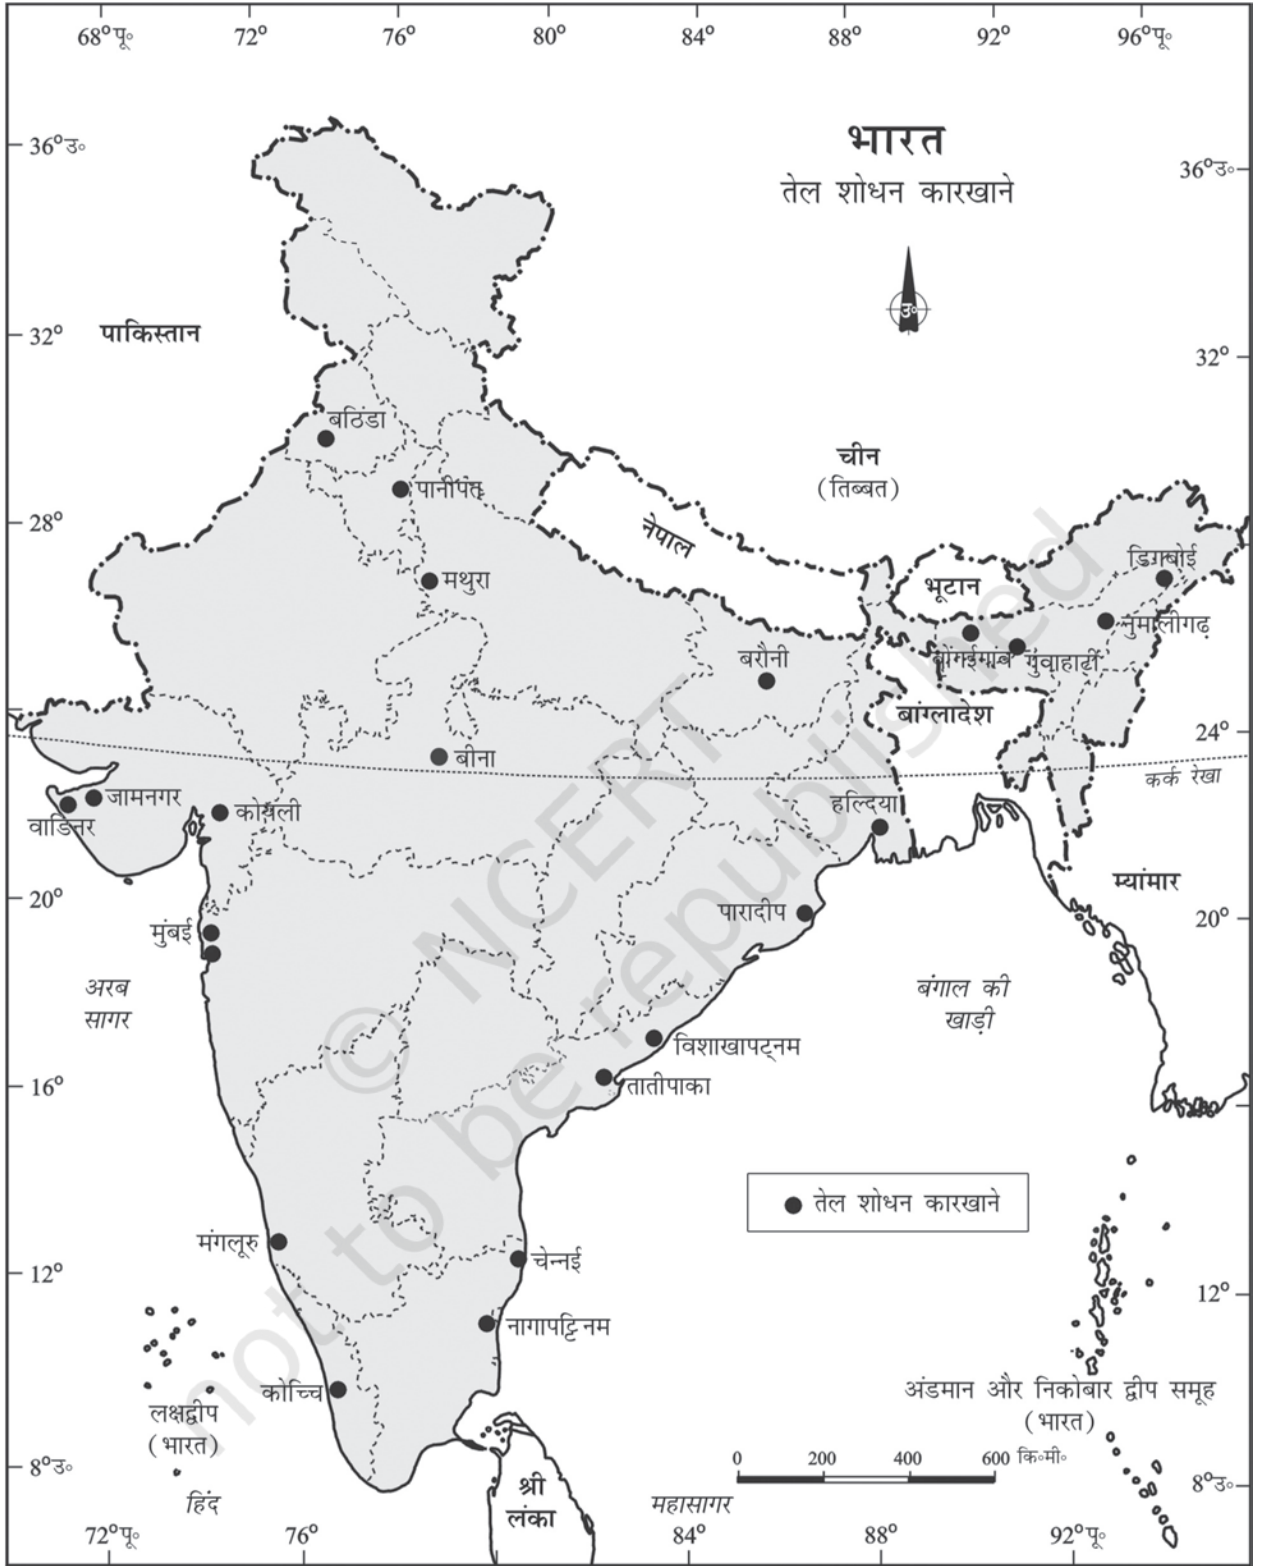 68°पू॰ 72° 76° 80° 84° 88° 92° 96°पू॰
भारत
तेल शोधन कारखाने
36°उ॰
36°उ॰
उ॰
पाकिस्तान
32°
32°
बठिंडा
चीन
(तिब्बत)
पानीपत
28°
नेपाल
डिगबोई
मथुरा
भूटान
नुमालीगढ़
बरौनी
बोंगईगांव गुवाहाटी
बांग्लादेश
24°
बीना
कर्क रेखा
जामनगर
कोयली
हल्दिया
वाडिनर
म्यांमार
20°
20°
पारादीप
मुंबई
अरब
सागर
बंगाल की
खाड़ी
विशाखापट्नम
16°
तातीपाका
तेल शोधन कारखाने
मंगलूरु
चेन्नई
12°
12°
नागापट्टिनम
कोच्चि
अंडमान और निकोबार द्वीप समूह
(भारत)
लक्षद्वीप
(भारत)
0 200 400 600 कि॰मी॰
8°उ॰
8°उ॰
श्री
लंका
हिंद
महासागर
72°पू॰ 76° 84° 88° 92°पू॰
© NCERT
not to be republished